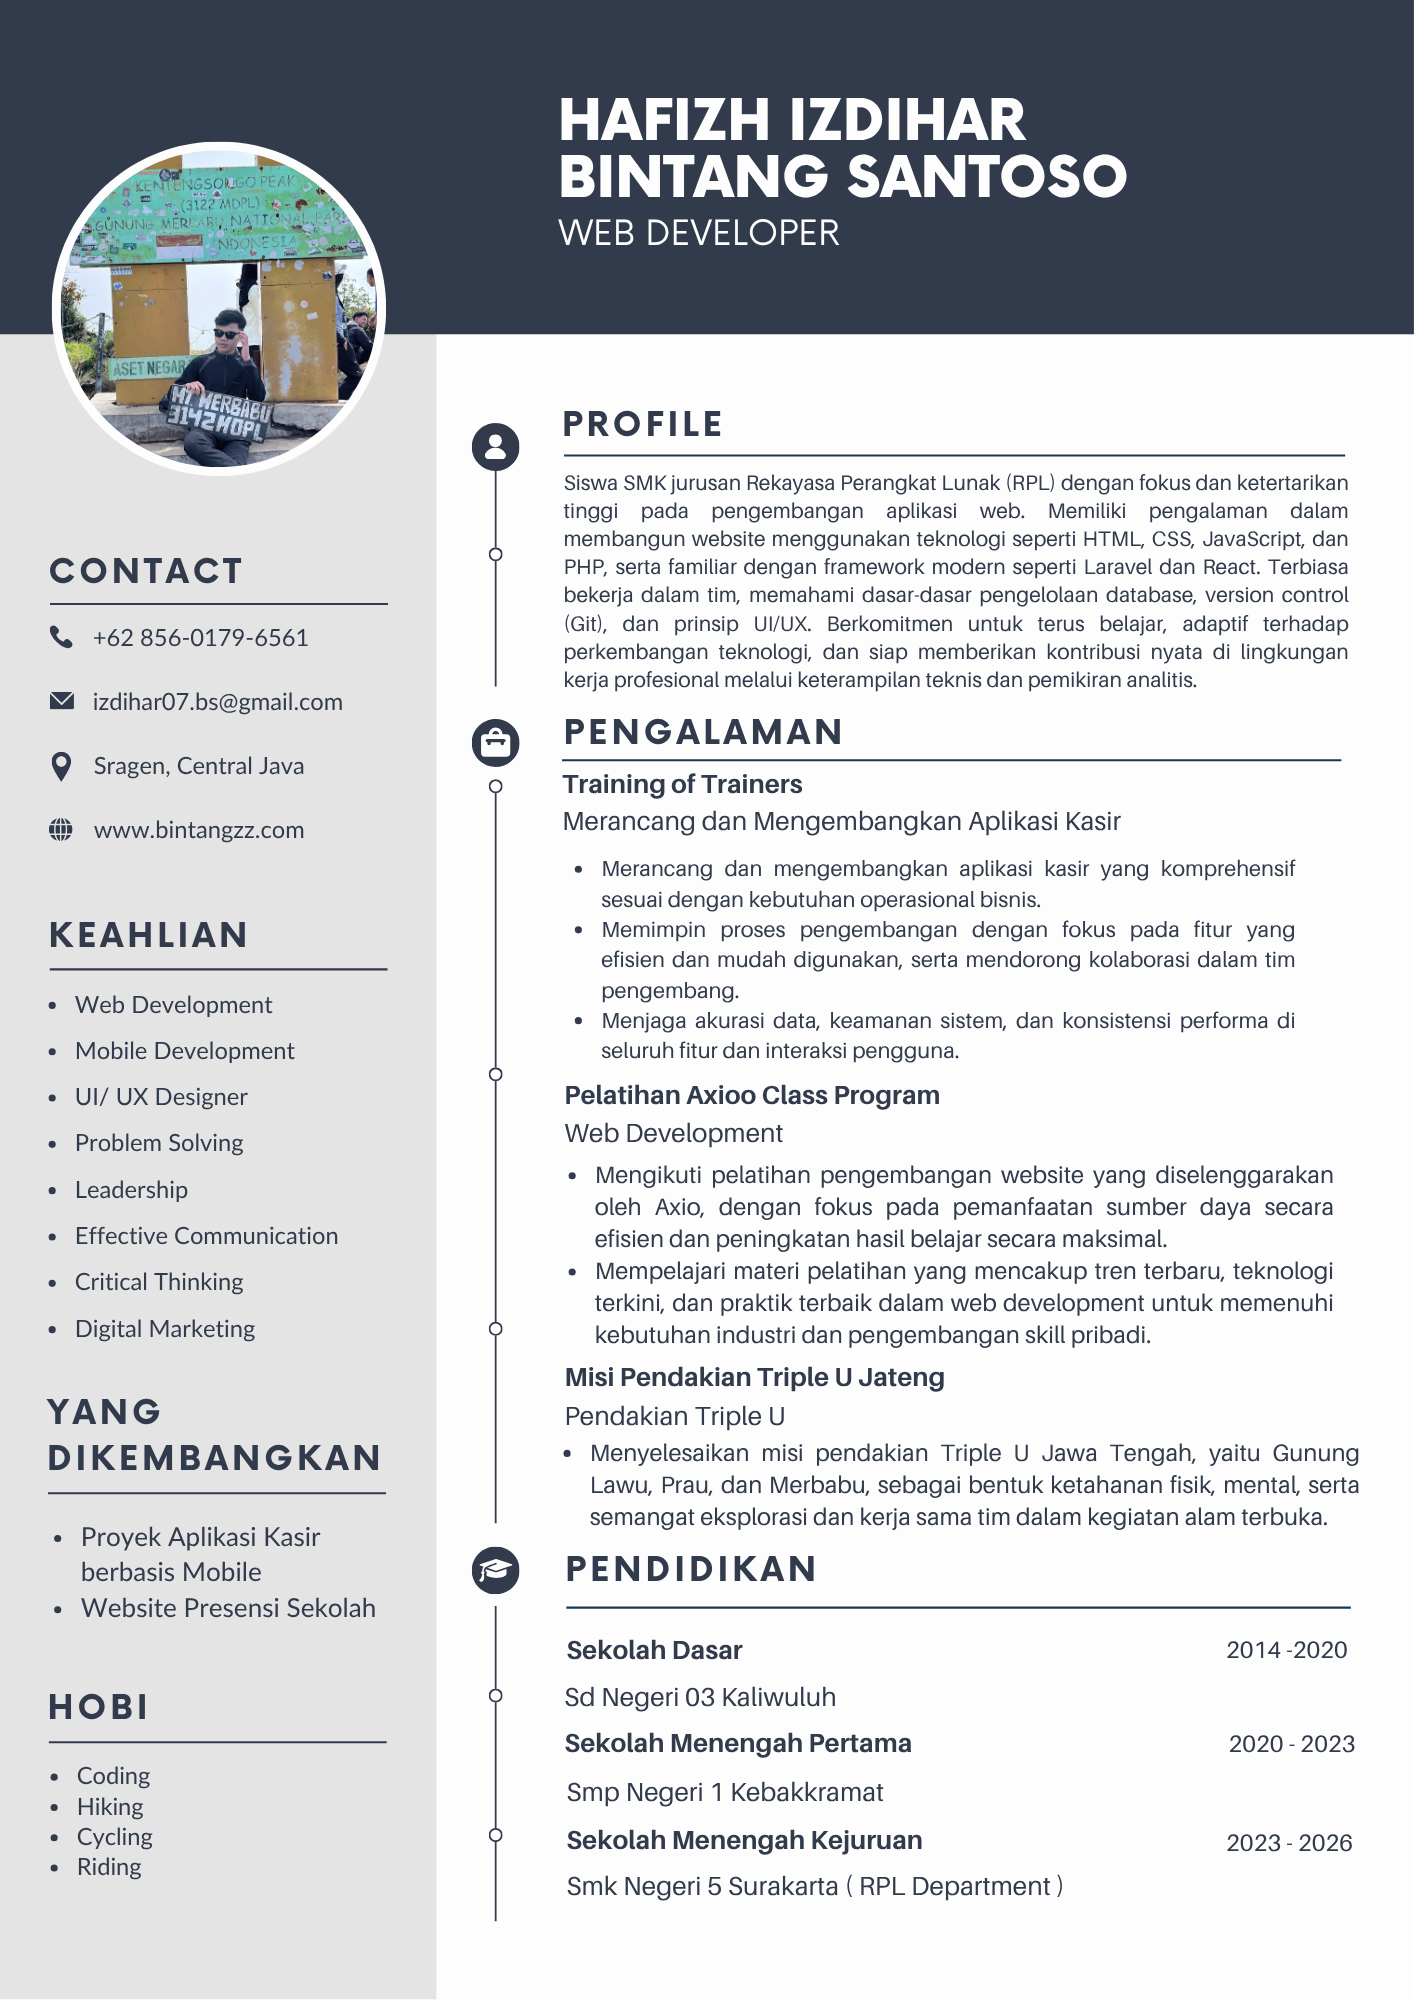 HAFIZH IZDIHAR
BINTANG SANTOSO
WEB DEVELOPER
KENTENGSONGO PEAK
(3122 MDPL)
GUNUNG MERBABU NATIONAL PARK
INDONESIA
ASET NEGAR
MT MERBABU
3142 MDPL
CONTACT
+62 856-0179-6561
izdihar07.bs@gmail.com
Sragen, Central Java
www.bintangzz.com
KEAHLIAN
• Web Development
• Mobile Development
• UI/ UX Designer
• Problem Solving
• Leadership
• Effective Communication
• Critical Thinking
• Digital Marketing
YANG
DIKEMBANGKAN
• Proyek Aplikasi Kasir
berbasis Mobile
• Website Presensi Sekolah
HOBI
• Coding
• Hiking
• Cycling
• Riding
PROFILE
Siswa SMK jurusan Rekayasa Perangkat Lunak (RPL) dengan fokus dan ketertarikan
tinggi pada pengembangan aplikasi web. Memiliki pengalaman dalam
membangun website menggunakan teknologi seperti HTML, CSS, JavaScript, dan
PHP, serta familiar dengan framework modern seperti Laravel dan React. Terbiasa
bekerja dalam tim, memahami dasar-dasar pengelolaan database, version control
(Git), dan prinsip UI/UX. Berkomitmen untuk terus belajar, adaptif terhadap
perkembangan teknologi, dan siap memberikan kontribusi nyata di lingkungan
kerja profesional melalui keterampilan teknis dan pemikiran analitis.
PENGALAMAN
Training of Trainers
Merancang dan Mengembangkan Aplikasi Kasir
• Merancang dan mengembangkan aplikasi kasir yang komprehensif
sesuai dengan kebutuhan operasional bisnis.
• Memimpin proses pengembangan dengan fokus pada fitur yang
efisien dan mudah digunakan, serta mendorong kolaborasi dalam tim
pengembang.
• Menjaga akurasi data, keamanan sistem, dan konsistensi performa di
seluruh fitur dan interaksi pengguna.
Pelatihan Axioo Class Program
Web Development
• Mengikuti pelatihan pengembangan website yang diselenggarakan
oleh Axio, dengan fokus pada pemanfaatan sumber daya secara
efisien dan peningkatan hasil belajar secara maksimal.
• Mempelajari materi pelatihan yang mencakup tren terbaru, teknologi
terkini, dan praktik terbaik dalam web development untuk memenuhi
kebutuhan industri dan pengembangan skill pribadi.
Misi Pendakian Triple U Jateng
Pendakian Triple U
• Menyelesaikan misi pendakian Triple U Jawa Tengah, yaitu Gunung
Lawu, Prau, dan Merbabu, sebagai bentuk ketahanan fisik, mental, serta
semangat eksplorasi dan kerja sama tim dalam kegiatan alam terbuka.
PENDIDIKAN
Sekolah Dasar 2014 -2020
Sd Negeri 03 Kaliwuluh
Sekolah Menengah Pertama 2020 - 2023
Smp Negeri 1 Kebakkramat
Sekolah Menengah Kejuruan 2023 - 2026
Smk Negeri 5 Surakarta ( RPL Department )